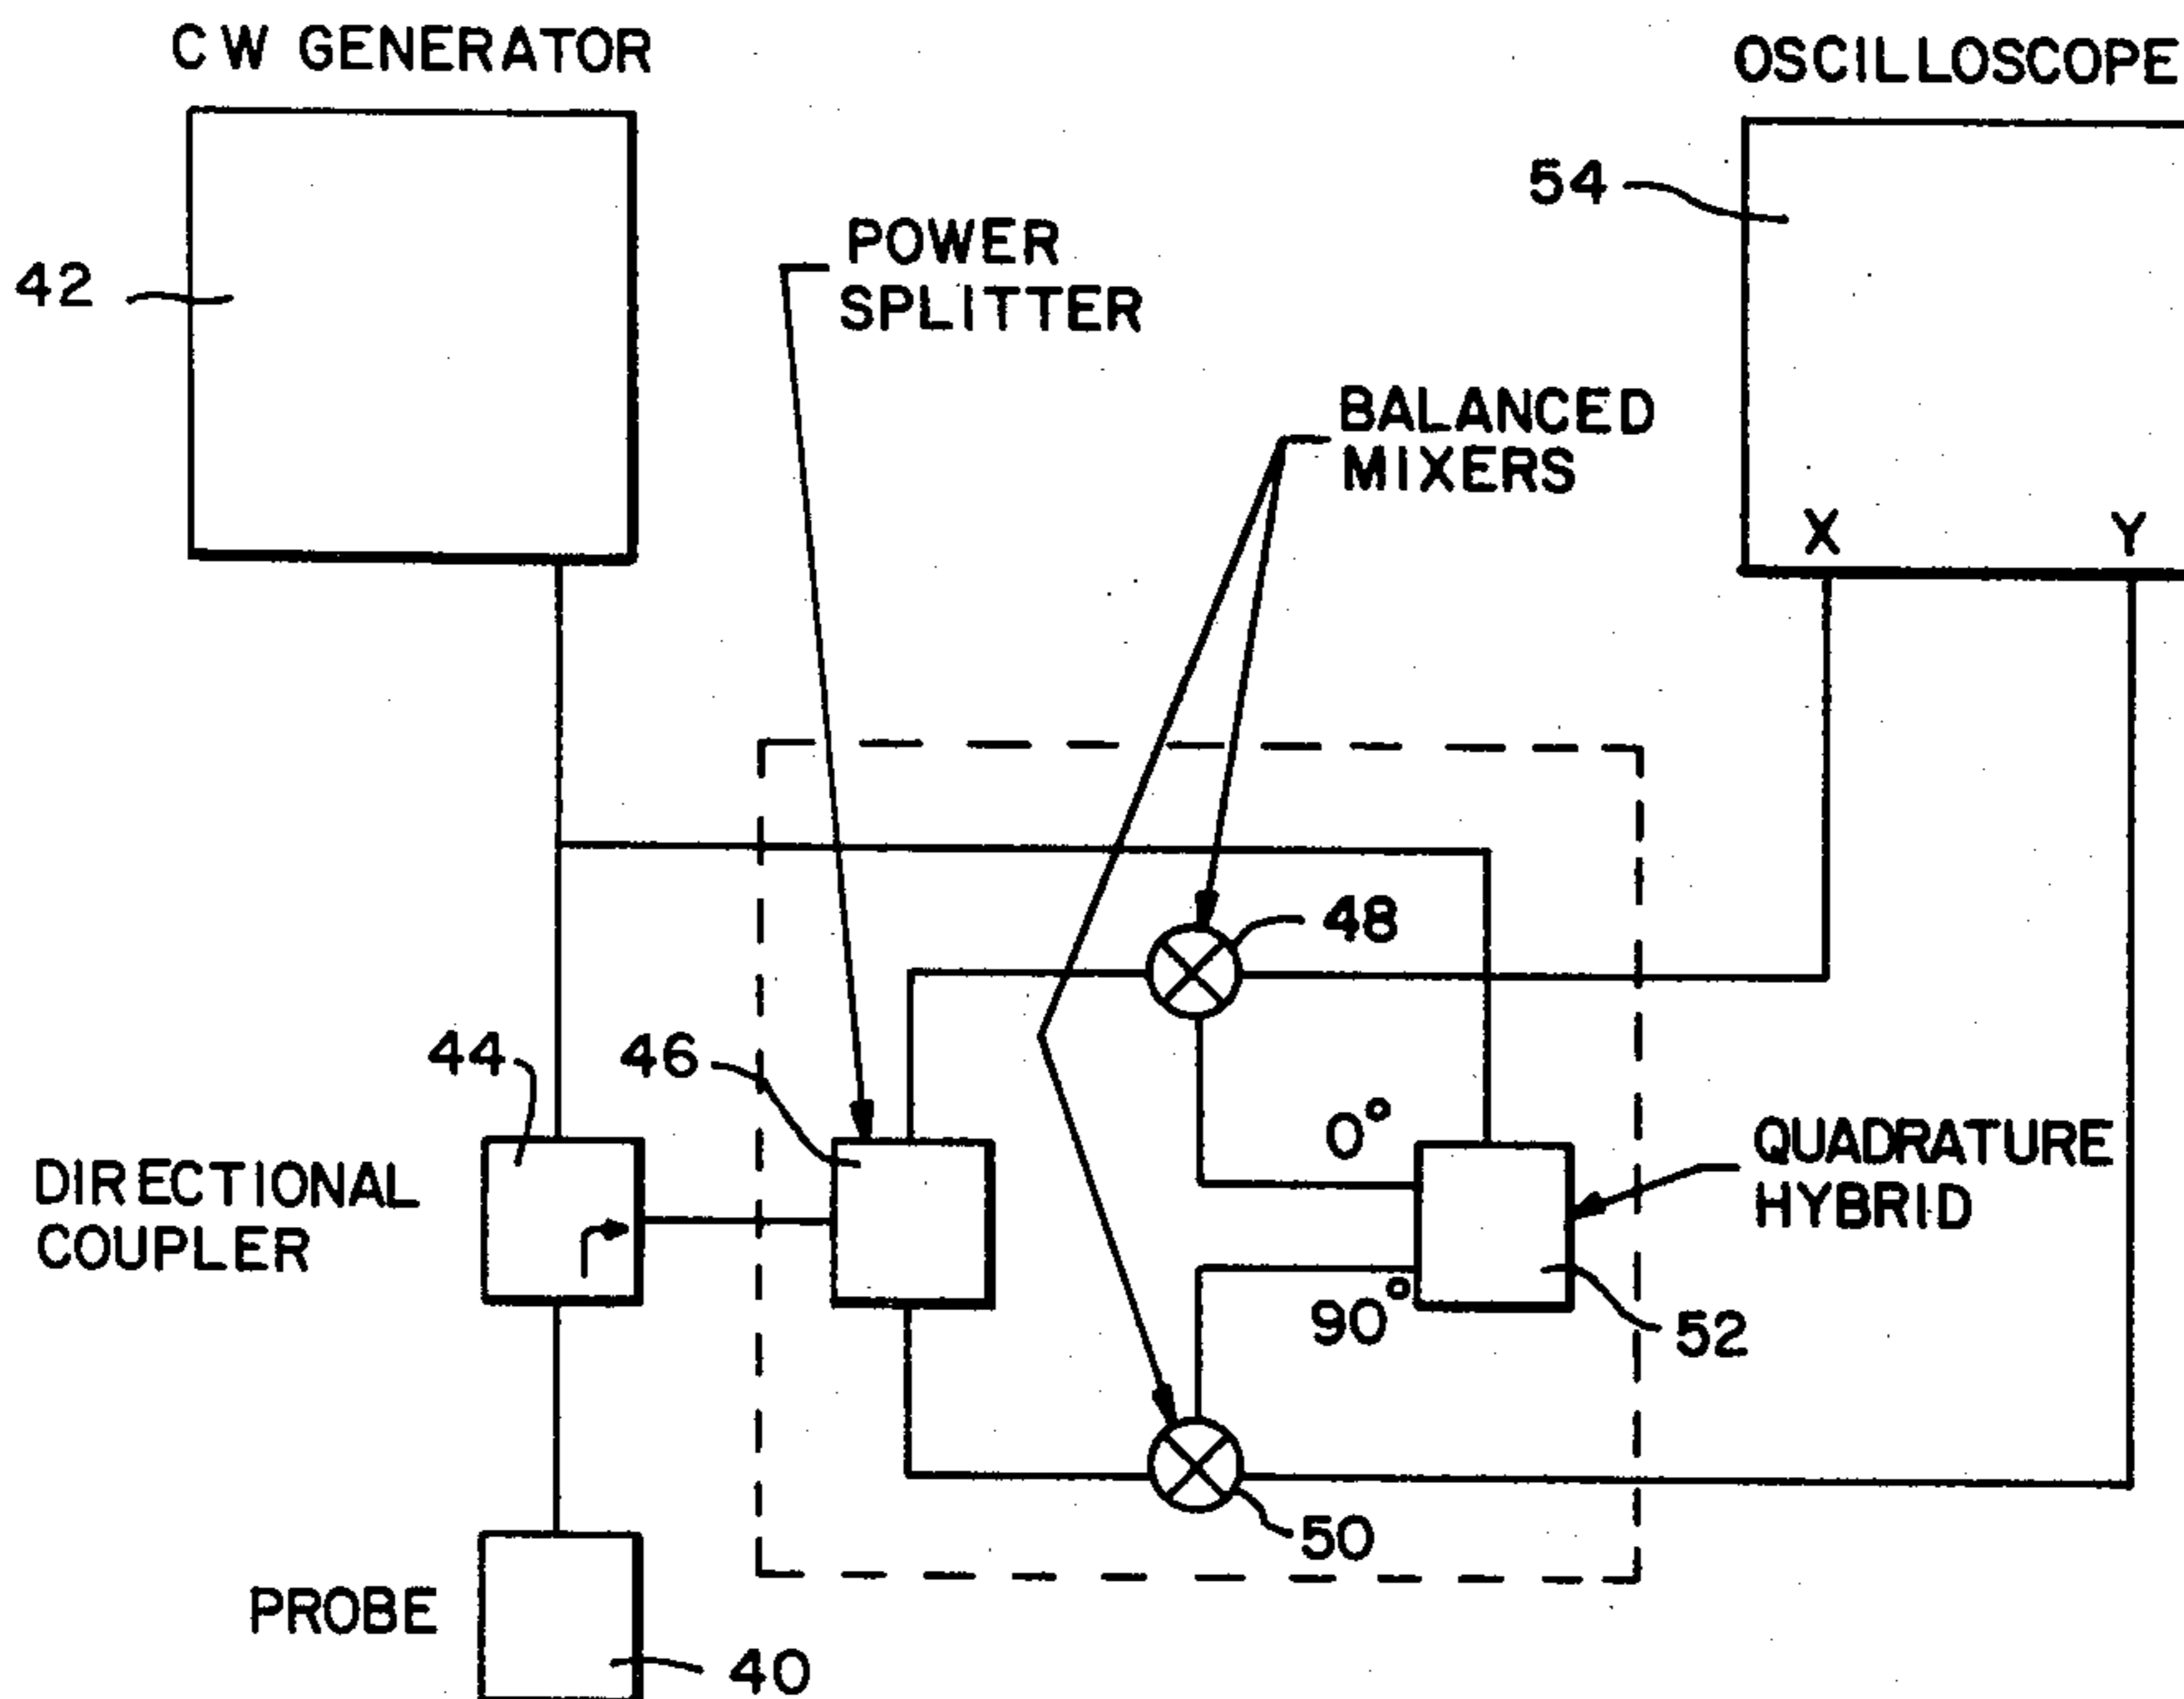 CW GENERATOR
OSCILLOSCOPE
54
POWER
SPLITTER
42
BALANCED
MIXERS
X
Y
48
44
46
0°
DIRECTIONAL
COUPLER
QUADRATURE
HYBRID
90°
52
50
PROBE
40